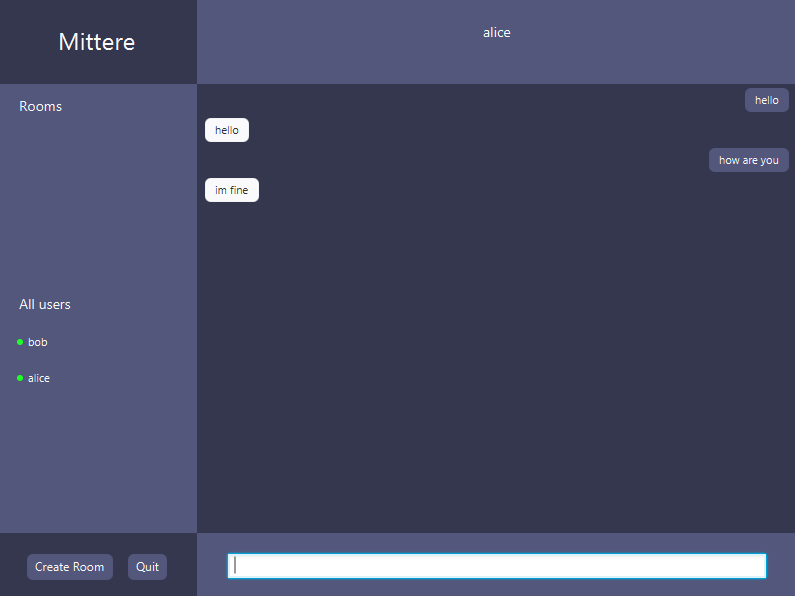 Mittere
alice
Rooms
hello
hello
how are you
im fine
All users
bob
alice
Create Room
Quit